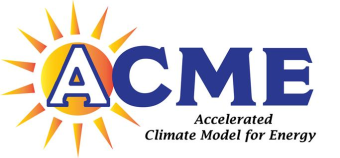 ACME
Accelerated
Climate Model for Energy